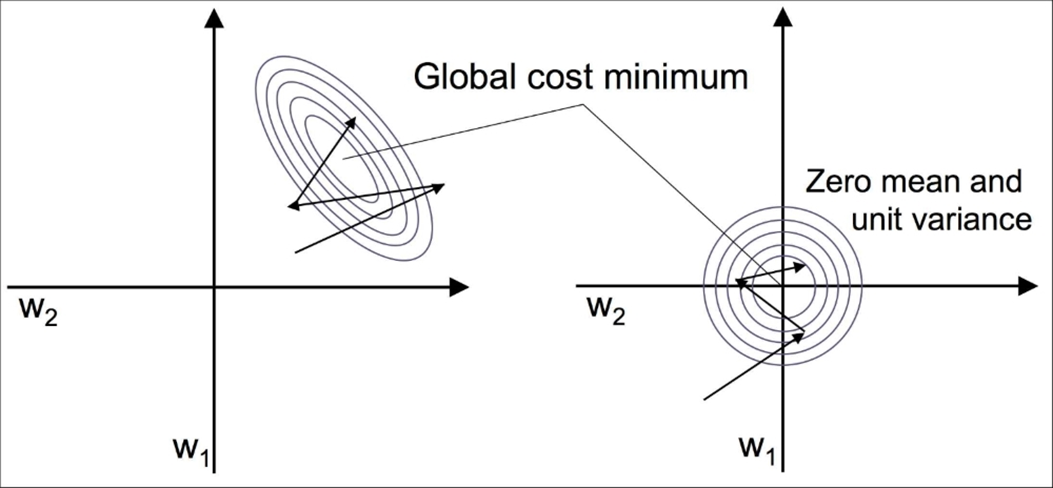 Global cost minimum
Zero mean and
unit variance
w2
w2
w1
w1